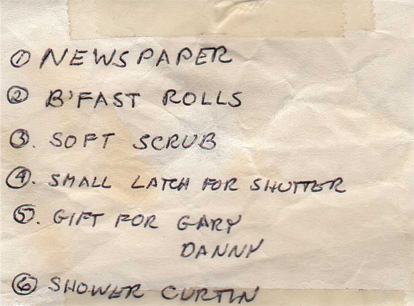 ① NEWSPAPER
② B'FAST ROLLS
③. SOFT SCRUB
④. SMALL LATCH FOR SHUTTER
⑤. GIFT FOR GARY
DANNY
⑥ SHOWER CURTIN